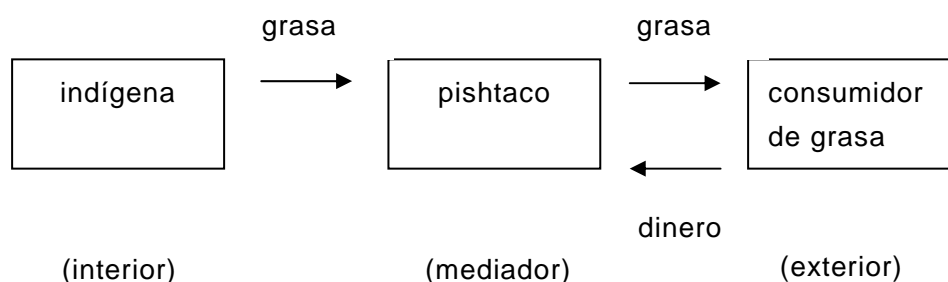 grasa
grasa
indígena
pishtaco
consumidor
de grasa
dinero
(interior)
(mediador)
(exterior)